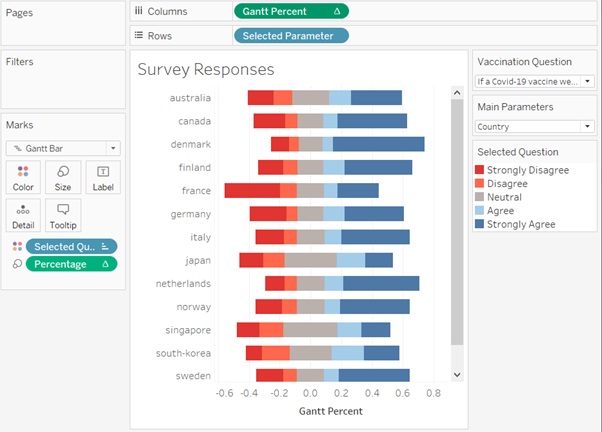 Pages
Columns
Gantt Percent
Rows
Selected Parameter
Filters
Marks
Gantt Bar
Color
Size
Label
Detail
Tooltip
Selected Qu..
Percentage
Survey Responses
australia
canada
denmark
finland
france
germany
italy
japan
netherlands
norway
singapore
south-korea
sweden
-0.6 -0.4 -0.2 0.0 0.2 0.4 0.6 0.8
Gantt Percent
Vaccination Question
If a Covid-19 vaccine we...
Main Parameters
Country
Selected Question
Strongly Disagree
Disagree
Neutral
Agree
Strongly Agree